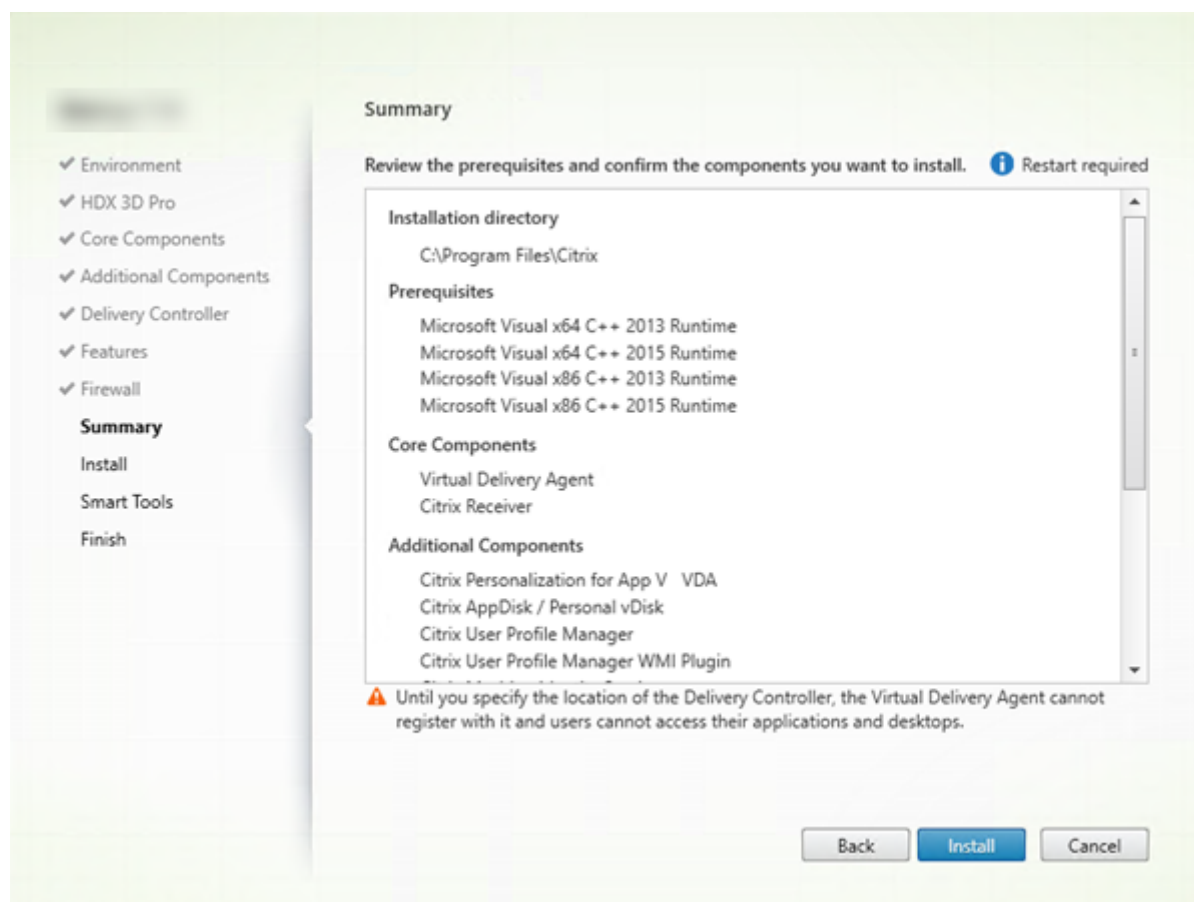 Summary
Environment
HDX 3D Pro
Core Components
Additional Components
Delivery Controller
Features
Firewall
Summary
Install
Smart Tools
Finish
Review the prerequisites and confirm the components you want to install.
Restart required
Installation directory
C:\Program Files\Citrix
Prerequisites
Microsoft Visual x64 C++ 2013 Runtime
Microsoft Visual x64 C++ 2015 Runtime
Microsoft Visual x86 C++ 2013 Runtime
Microsoft Visual x86 C++ 2015 Runtime
Core Components
Virtual Delivery Agent
Citrix Receiver
Additional Components
Citrix Personalization for App V VDA
Citrix AppDisk / Personal vDisk
Citrix User Profile Manager
Citrix User Profile Manager WMI Plugin
Until you specify the location of the Delivery Controller, the Virtual Delivery Agent cannot
register with it and users cannot access their applications and desktops.
Back
Install
Cancel